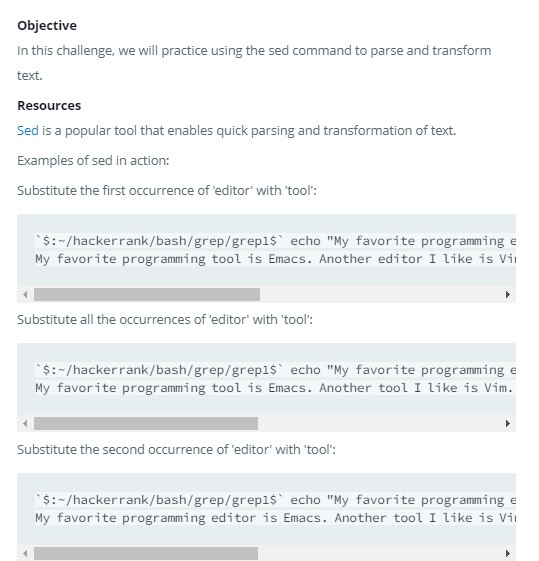 Objective
In this challenge, we will practice using the sed command to parse and transform
text.
Resources
Sed is a popular tool that enables quick parsing and transformation of text.
Examples of sed in action:
Substitute the first occurrence of 'editor' with 'tool':
`$:~/hackerrank/bash/grep/grep1$` echo "My favorite programming e
My favorite programming tool is Emacs. Another editor I like is Vi
Substitute all the occurrences of 'editor' with 'tool':
`$:~/hackerrank/bash/grep/grep1$` echo "My favorite programming e
My favorite programming tool is Emacs. Another tool I like is Vim.
Substitute the second occurrence of 'editor' with 'tool':
`$:~/hackerrank/bash/grep/grep1$` echo "My favorite programming e
My favorite programming editor is Emacs. Another tool I like is Vi